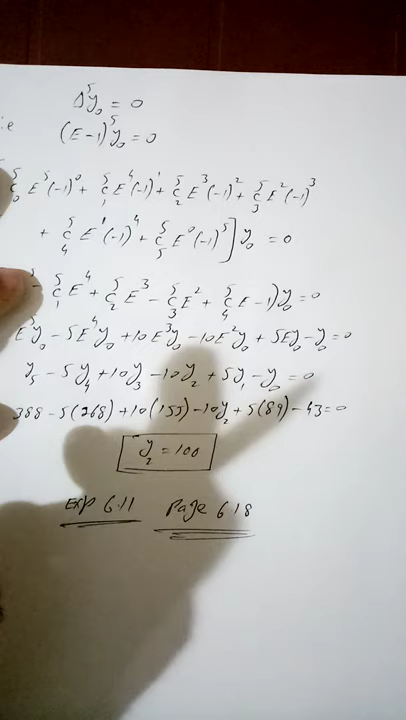 Δ⁵y₀ = 0
i.e (E-1)⁵y₀ = 0
⁵C₀ E⁵(-1)⁰ + ⁵C₁ E⁴(-1)¹ + ⁵C₂ E³(-1)² + ⁵C₃ E²(-1)³
+ ⁵C₄ E¹(-1)⁴ + ⁵C₅ E⁰(-1)⁵]y₀ = 0
- ⁵C₁ E⁴ + ⁵C₂ E³ - ⁵C₃ E² + ⁵C₄ E - 1)y₀ = 0
E⁵y₀ - 5E⁴y₀ + 10E³y₀ - 10E²y₀ + 5Ey₀ - y₀ = 0
y₅ - 5y₄ + 10y₃ - 10y₂ + 5y₁ - y₀ = 0
388 - 5(268) + 10(155) - 10y₂ + 5(89) - 43 = 0
y₂ = 100
Exp 6.11 Page 6.18